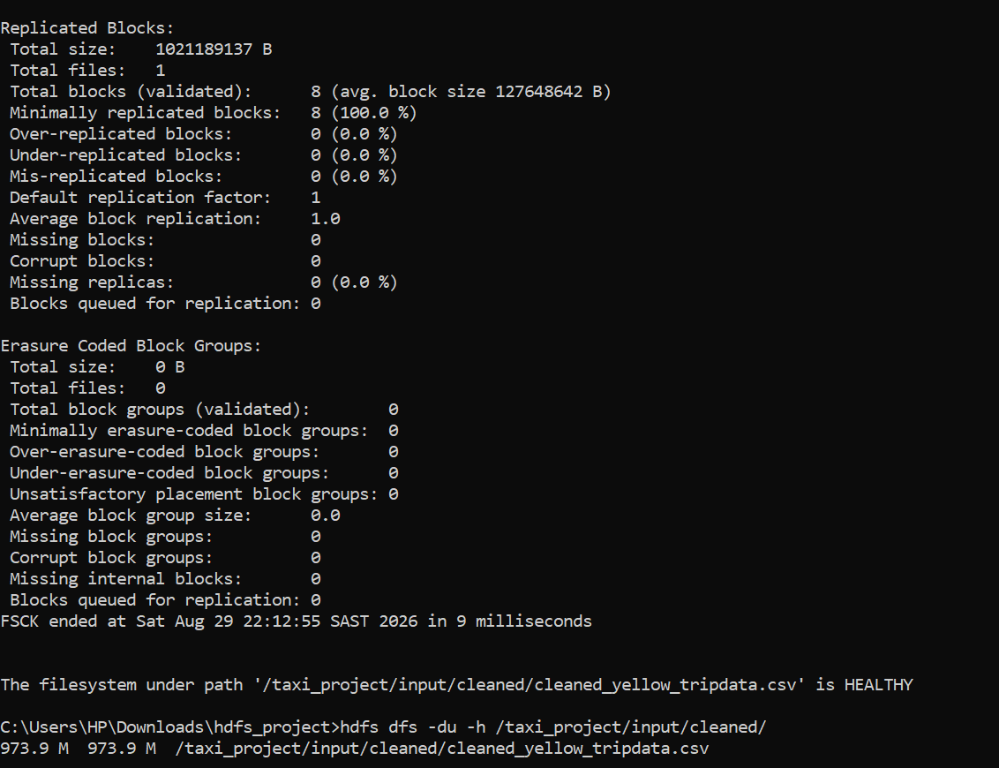 Replicated Blocks:
 Total size:    1021189137 B
 Total files:   1
 Total blocks (validated):      8 (avg. block size 127648642 B)
 Minimally replicated blocks:   8 (100.0 %)
 Over-replicated blocks:        0 (0.0 %)
 Under-replicated blocks:       0 (0.0 %)
 Mis-replicated blocks:         0 (0.0 %)
 Default replication factor:    1
 Average block replication:     1.0
 Missing blocks:                0
 Corrupt blocks:                0
 Missing replicas:              0 (0.0 %)
 Blocks queued for replication: 0

Erasure Coded Block Groups:
 Total size:    0 B
 Total files:   0
 Total block groups (validated):        0
 Minimally erasure-coded block groups:  0
 Over-erasure-coded block groups:       0
 Under-erasure-coded block groups:      0
 Unsatisfactory placement block groups: 0
 Average block group size:      0.0
 Missing block groups:          0
 Corrupt block groups:          0
 Missing internal blocks:       0
 Blocks queued for replication: 0
FSCK ended at Sat Aug 29 22:12:55 SAST 2026 in 9 milliseconds


The filesystem under path '/taxi_project/input/cleaned/cleaned_yellow_tripdata.csv' is HEALTHY

C:\Users\HP\Downloads\hdfs_project>hdfs dfs -du -h /taxi_project/input/cleaned/
973.9 M  973.9 M  /taxi_project/input/cleaned/cleaned_yellow_tripdata.csv